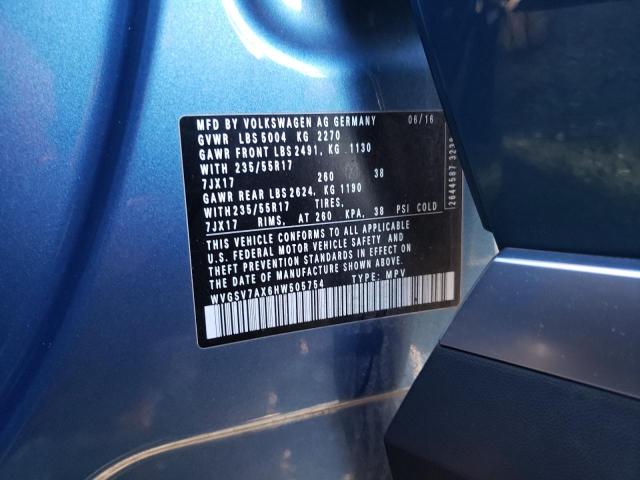 MFD BY VOLKSWAGEN AG GERMANY 06/16
GVWR LBS 5004 KG 2270
GAWR FRONT LBS 2491, KG 1130
WITH 235/55R17
7JX17 260 38
GAWR REAR LBS 2624, KG 1190
WITH 235/55R17 TIRES,
7JX17 RIMS, AT 260 KPA, 38 PSI COLD
THIS VEHICLE CONFORMS TO ALL APPLICABLE
U.S. FEDERAL MOTOR VEHICLE SAFETY AND
THEFT PREVENTION STANDARDS IN EFFECT ON
THE DATE OF MANUFACTURE SHOWN ABOVE
WVGSV7AX6HW505754 TYPE: MPV
2644587